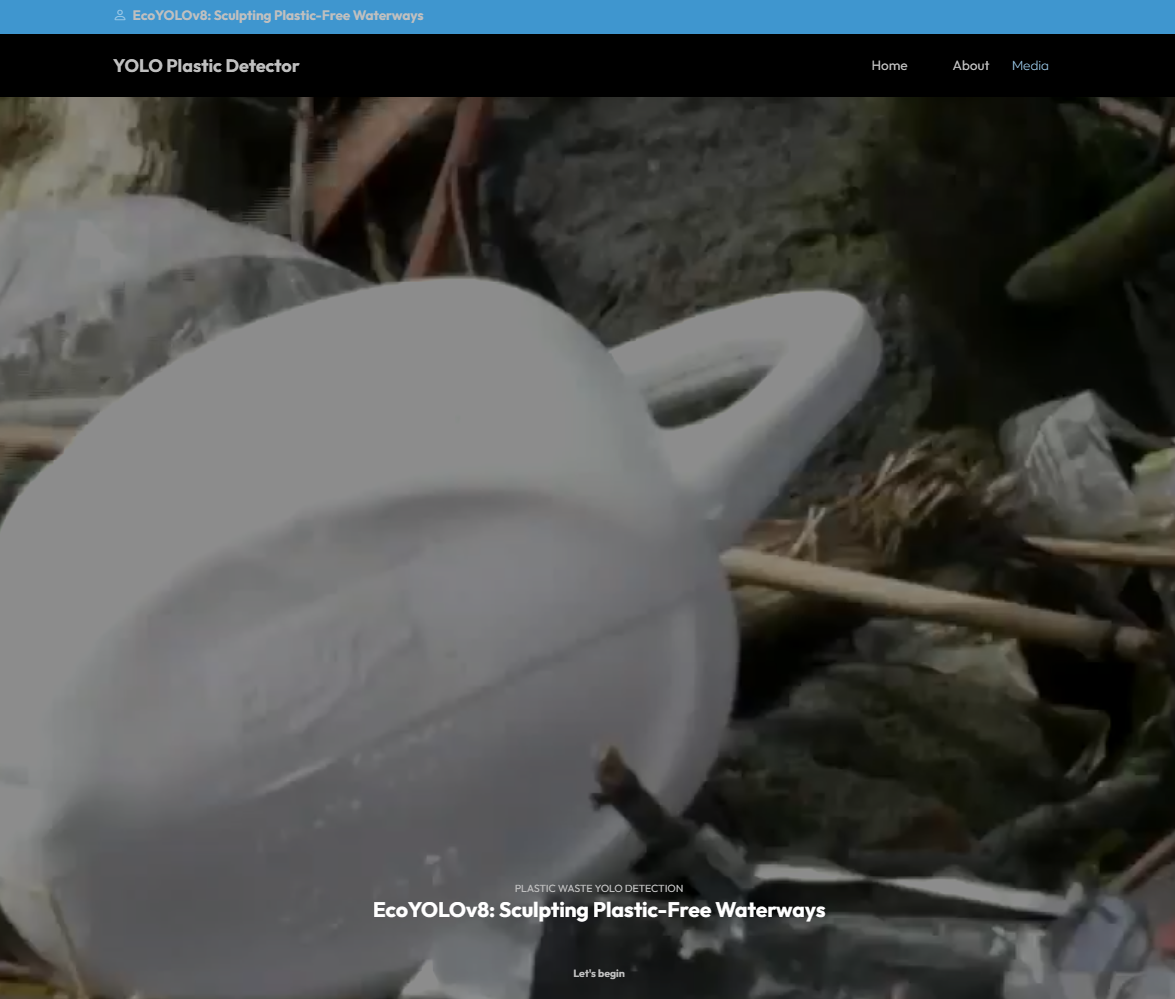 EcoYOLOv8: Sculpting Plastic-Free Waterways
YOLO Plastic Detector
Home About Media
PLASTIC WASTE YOLO DETECTION
EcoYOLOv8: Sculpting Plastic-Free Waterways
Let's begin